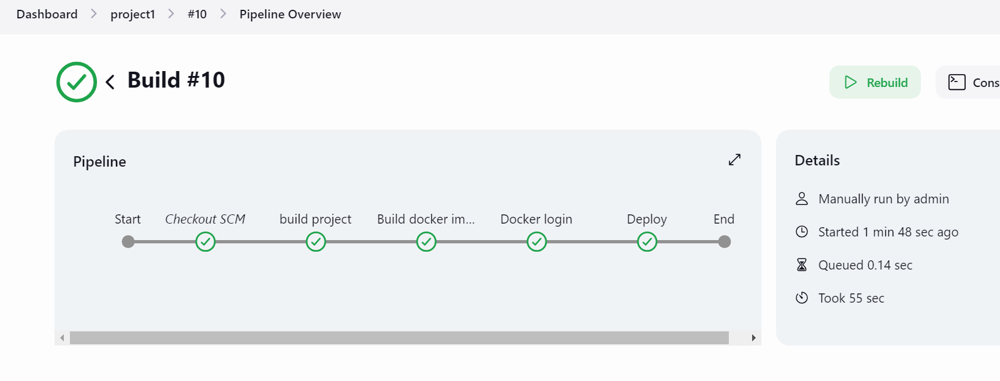 Dashboard > project1 > #10 > Pipeline Overview
Build #10
Rebuild
Cons
Pipeline
Start Checkout SCM build project Build docker im... Docker login Deploy End
Details
Manually run by admin
Started 1 min 48 sec ago
Queued 0.14 sec
Took 55 sec